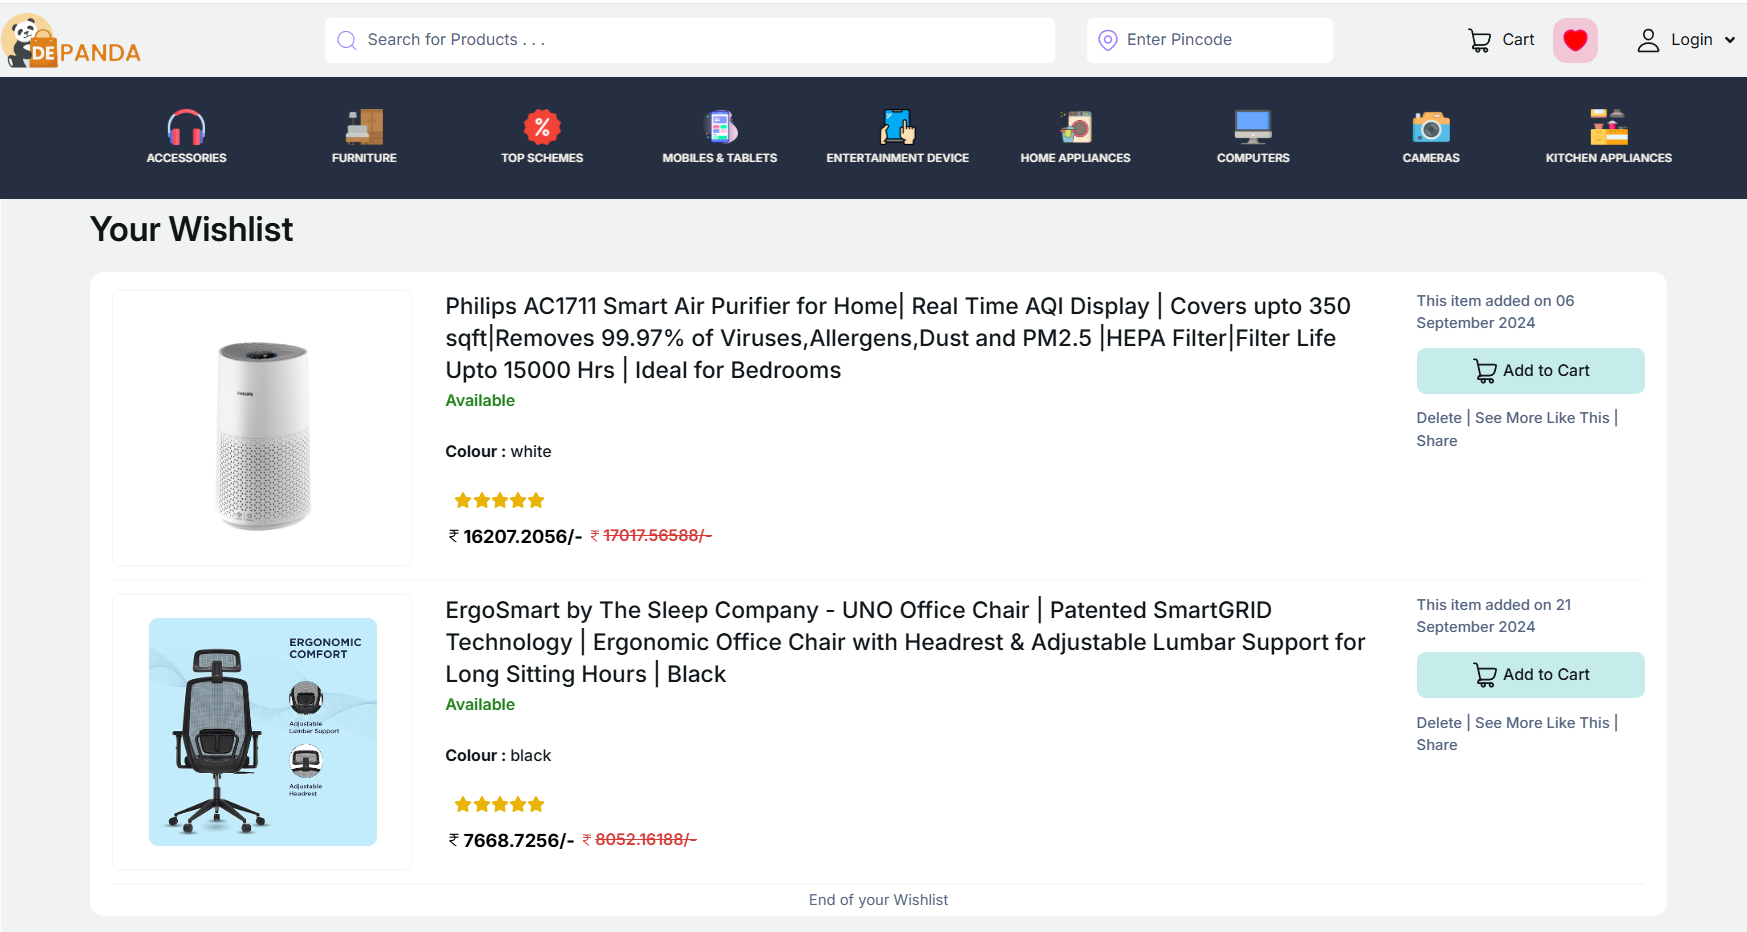 DE PANDA
Search for Products . . .
Enter Pincode
Cart
Login
ACCESSORIES
FURNITURE
TOP SCHEMES
MOBILES & TABLETS
ENTERTAINMENT DEVICE
HOME APPLIANCES
COMPUTERS
CAMERAS
KITCHEN APPLIANCES
Your Wishlist
PHILIPS
Philips AC1711 Smart Air Purifier for Home| Real Time AQI Display | Covers upto 350
sqft|Removes 99.97% of Viruses,Allergens,Dust and PM2.5 |HEPA Filter|Filter Life
Upto 15000 Hrs | Ideal for Bedrooms
Available
Colour : white
₹ 16207.2056/- ₹ 17017.56588/-
This item added on 06
September 2024
Add to Cart
Delete | See More Like This |
Share
ERGONOMIC
COMFORT
Adjustable
Lumbar Support
Adjustable
Headrest
ErgoSmart by The Sleep Company - UNO Office Chair | Patented SmartGRID
Technology | Ergonomic Office Chair with Headrest & Adjustable Lumbar Support for
Long Sitting Hours | Black
Available
Colour : black
₹ 7668.7256/- ₹ 8052.16188/-
This item added on 21
September 2024
Add to Cart
Delete | See More Like This |
Share
End of your Wishlist